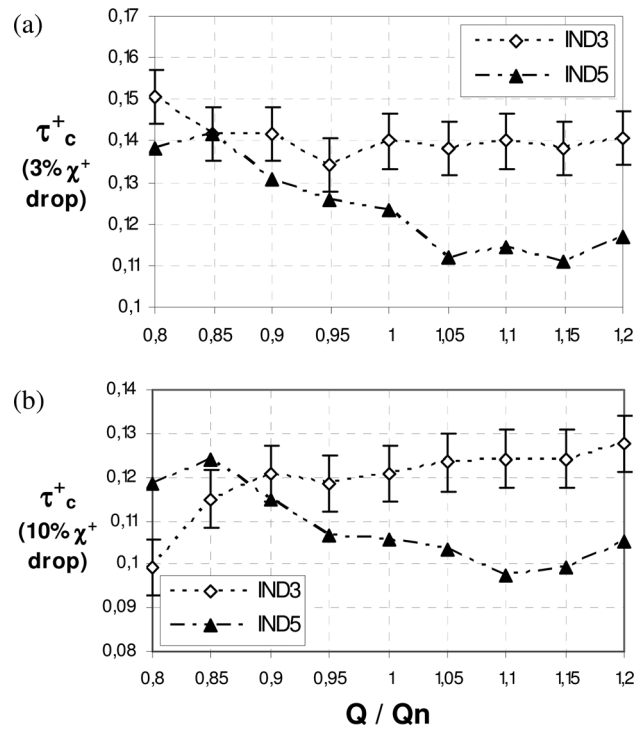 (a)
0,17
0,16
0,15
0,14
0,13
0,12
0,11
0,1
τ⁺c
(3% χ⁺
drop)
IND3
IND5
0,8 0,85 0,9 0,95 1 1,05 1,1 1,15 1,2
(b)
0,14
0,13
0,12
0,11
0,1
0,09
0,08
τ⁺c
(10% χ⁺
drop)
IND3
IND5
0,8 0,85 0,9 0,95 1 1,05 1,1 1,15 1,2
Q / Qn